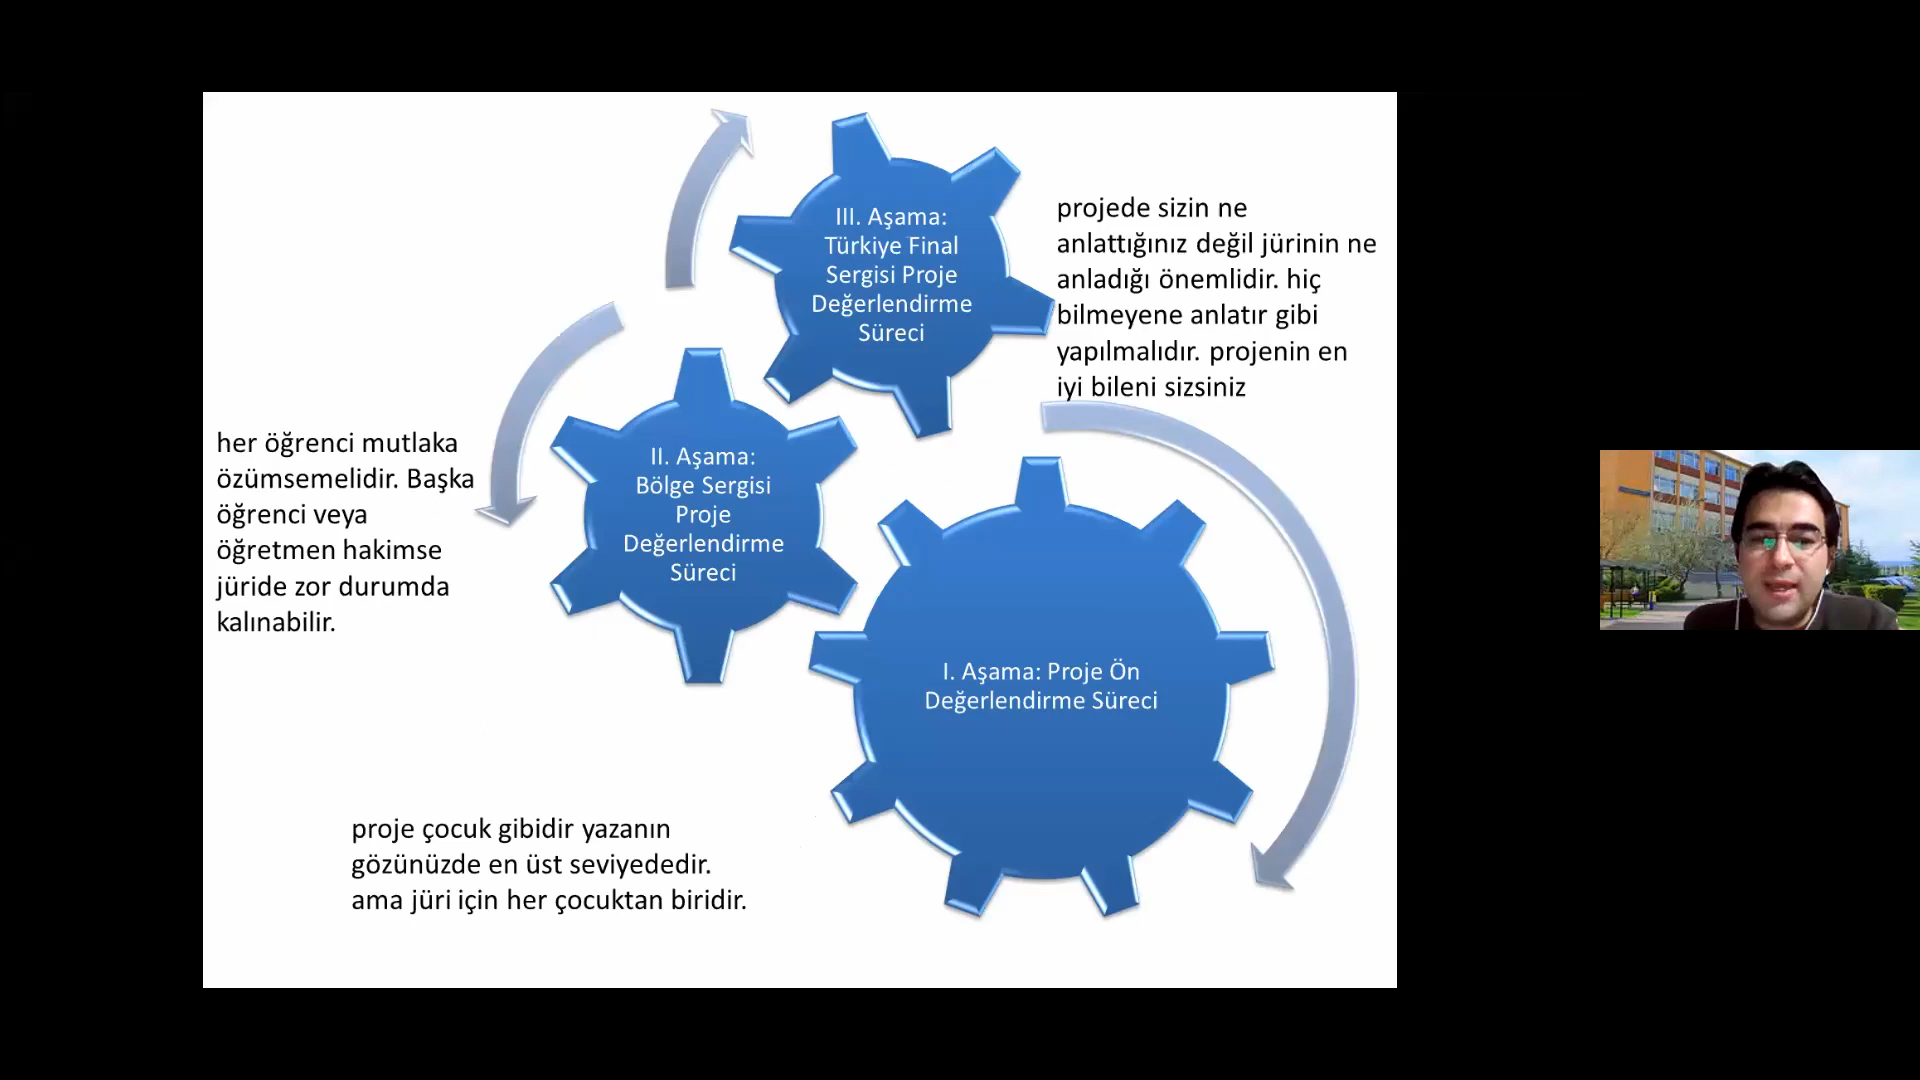 III. Aşama:
Türkiye Final
Sergisi Proje
Değerlendirme
Süreci
projede sizin ne
anlattığınız değil jürinin ne
anladığı önemlidir. hiç
bilmeyene anlatır gibi
yapılmalıdır. projenin en
iyi bileni sizsiniz
her öğrenci mutlaka
özümsemelidir. Başka
öğrenci veya
öğretmen hakimse
jüride zor durumda
kalınabilir.
II. Aşama:
Bölge Sergisi
Proje
Değerlendirme
Süreci
I. Aşama: Proje Ön
Değerlendirme Süreci
proje çocuk gibidir yazanın
gözünüzde en üst seviyededir.
ama jüri için her çocuktan biridir.